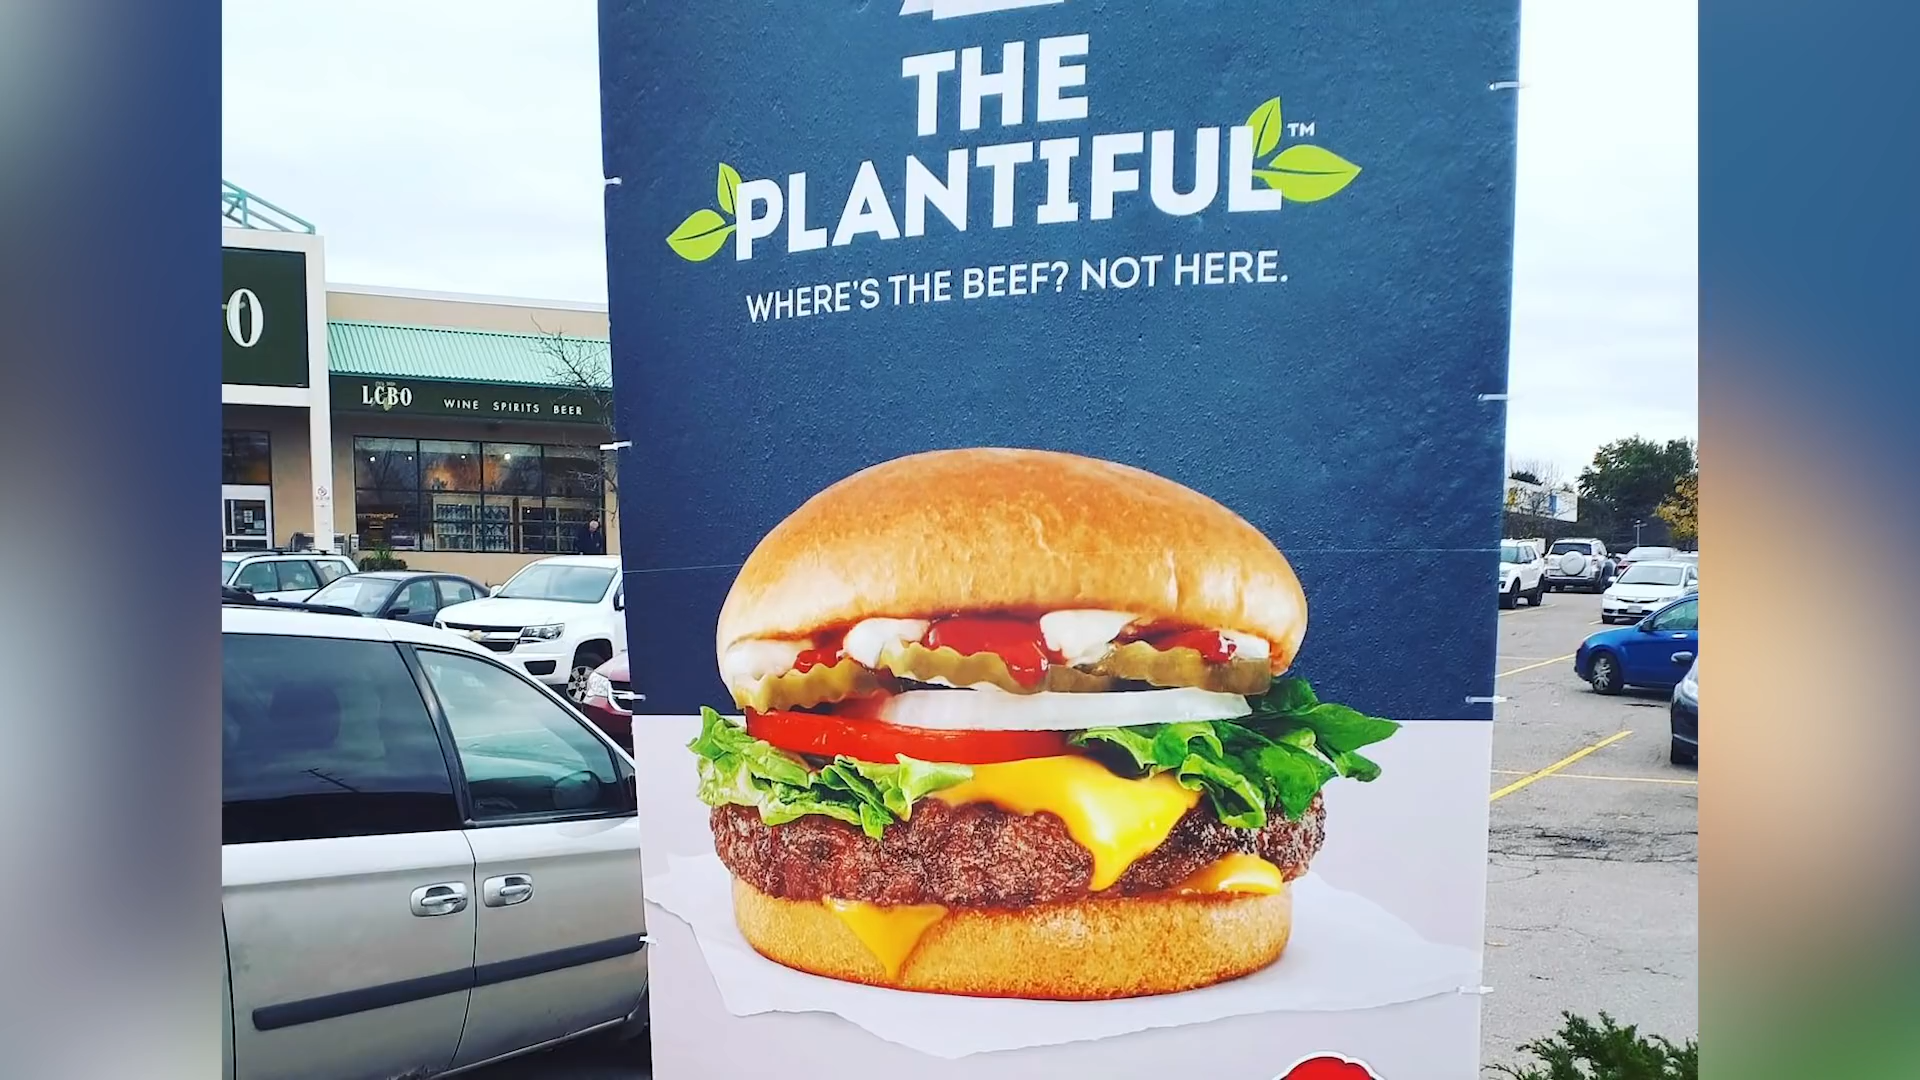 THE
PLANTIFUL™
WHERE'S THE BEEF? NOT HERE.
O
LCBO WINE SPIRITS BEER